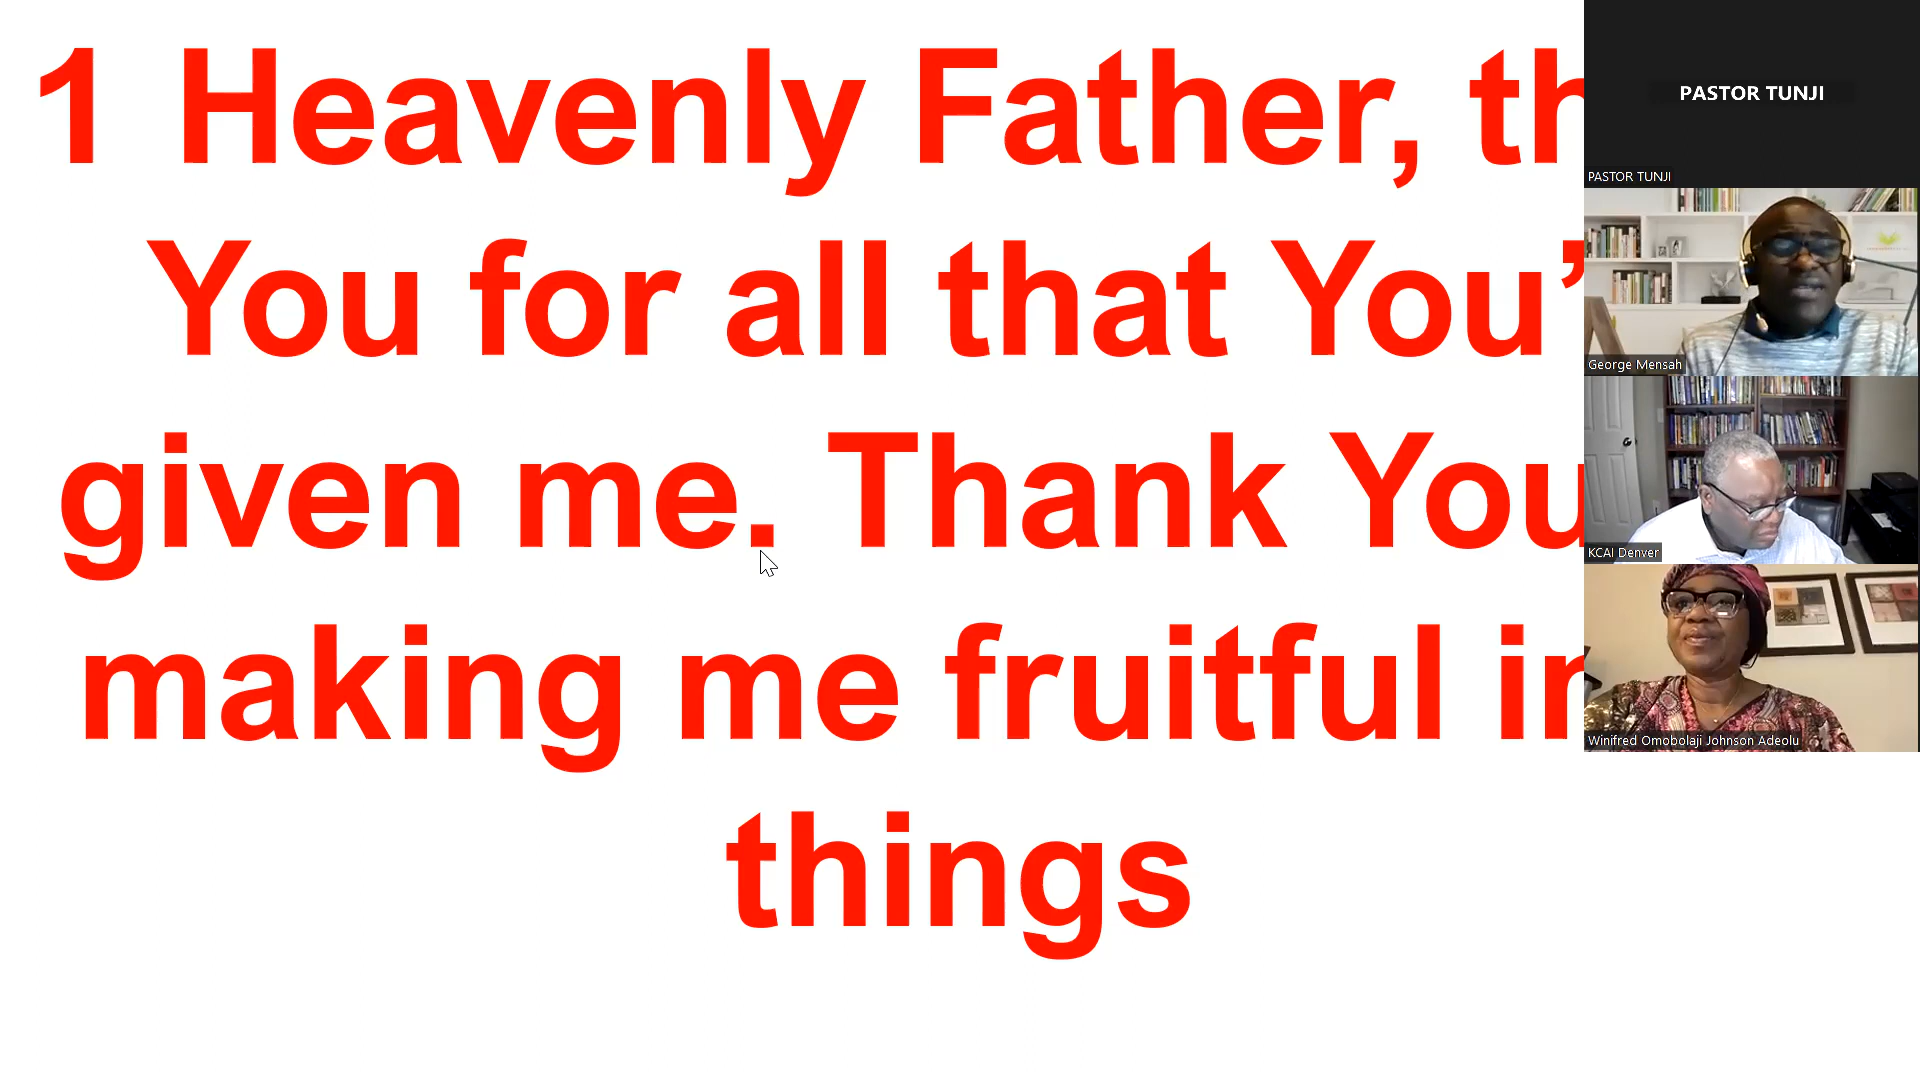 1 Heavenly Father, th
You for all that You’
given me. Thank You
making me fruitful in
things
PASTOR TUNJI
PASTOR TUNJI
George Mensah
KCAI Denver
Winifred Omobolaji Johnson Adeolu